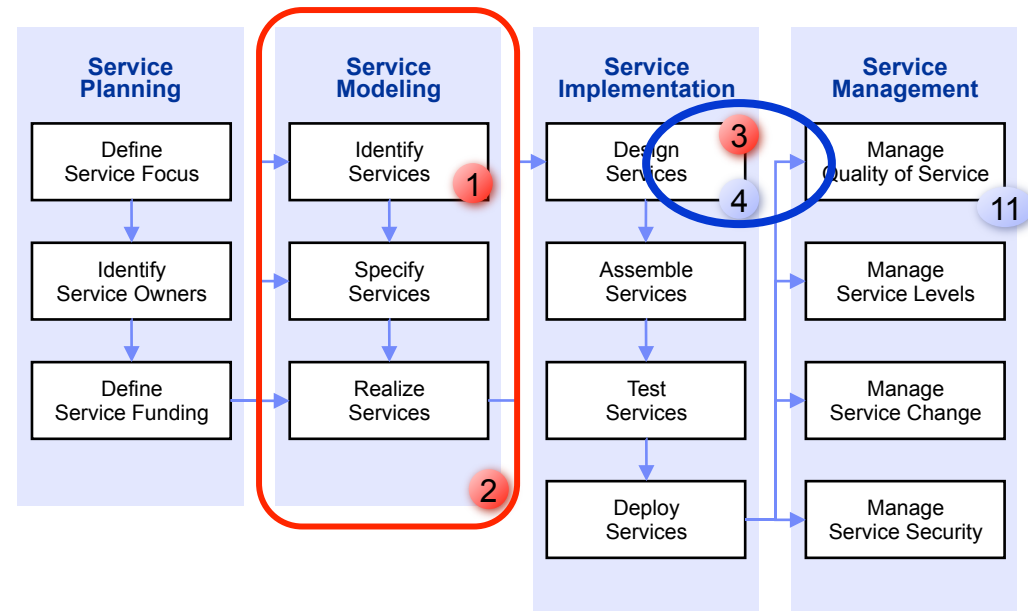 Service
Planning
Define
Service Focus
Identify
Service Owners
Define
Service Funding
Service
Modeling
Identify
Services
1
Specify
Services
Realize
Services
2
Service
Implementation
Design
Services
3
4
Assemble
Services
Test
Services
Deploy
Services
Service
Management
Manage
Quality of Service
11
Manage
Service Levels
Manage
Service Change
Manage
Service Security